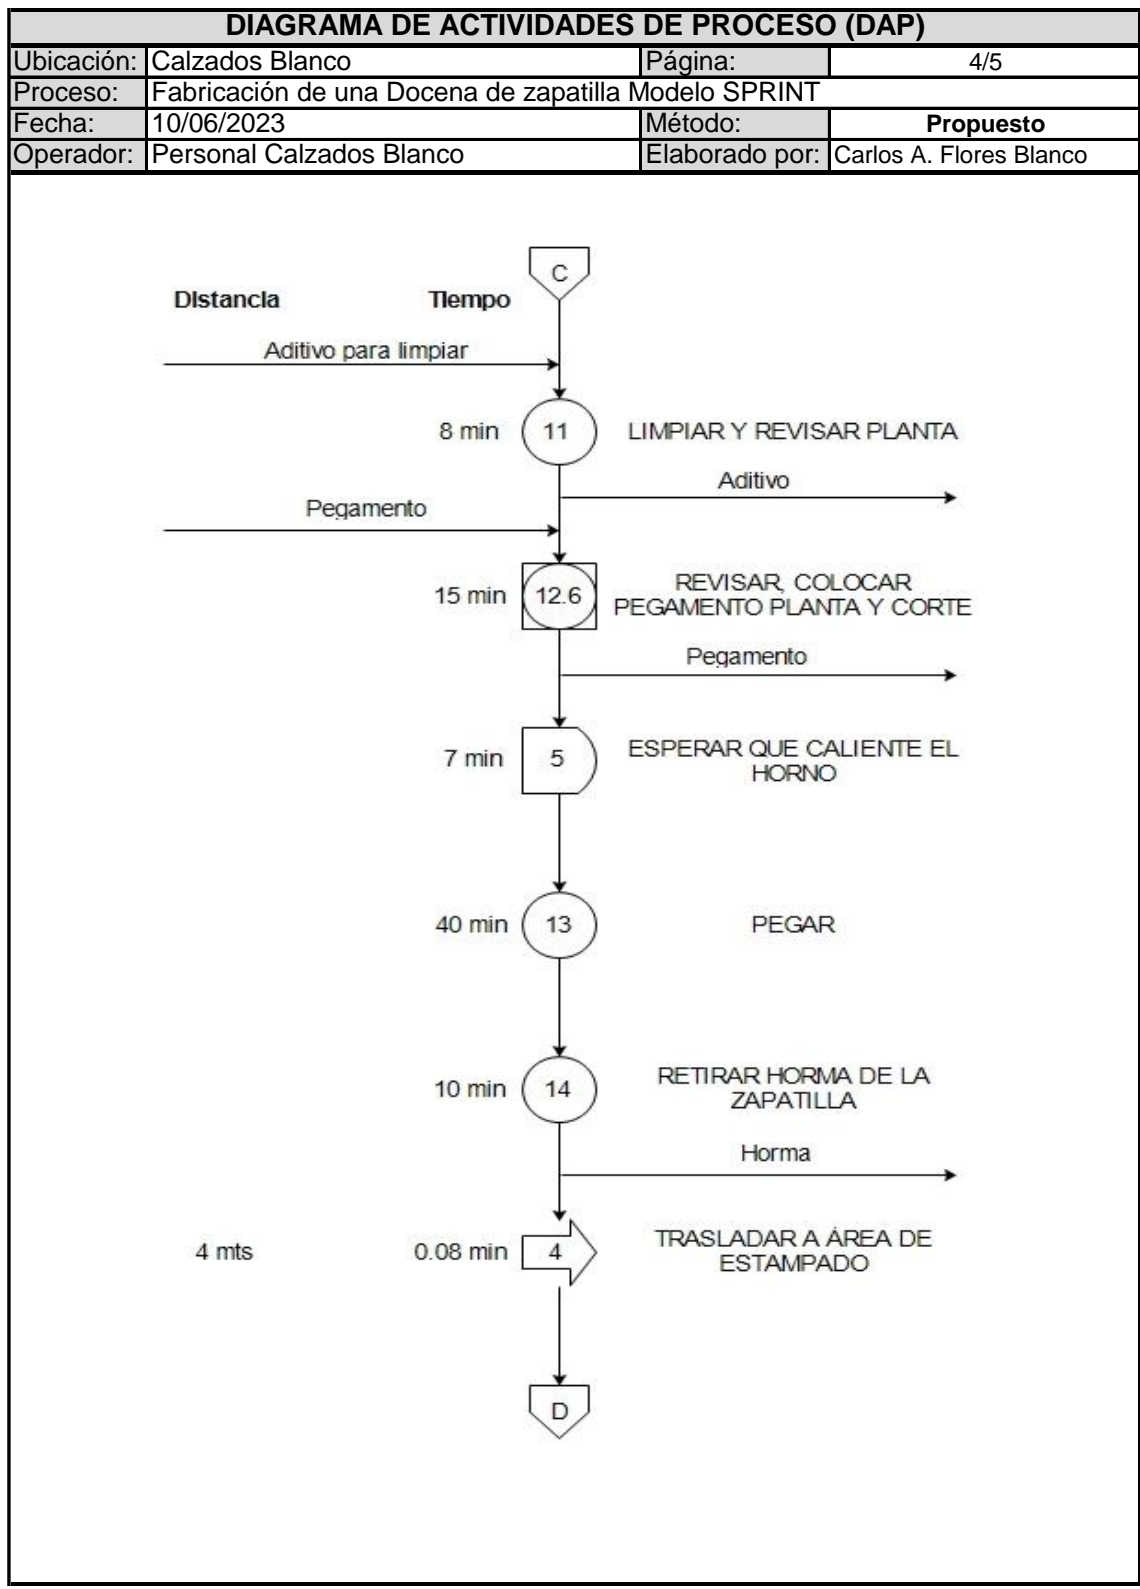 DIAGRAMA DE ACTIVIDADES DE PROCESO (DAP)
Ubicación: Calzados Blanco Página: 4/5
Proceso: Fabricación de una Docena de zapatilla Modelo SPRINT
Fecha: 10/06/2023 Método: Propuesto
Operador: Personal Calzados Blanco Elaborado por: Carlos A. Flores Blanco
C
Distancia Tiempo
Aditivo para limpiar
8 min 11 LIMPIAR Y REVISAR PLANTA
Aditivo
Pegamento
15 min 12.6 REVISAR, COLOCAR
PEGAMENTO PLANTA Y CORTE
Pegamento
7 min 5 ESPERAR QUE CALIENTE EL
HORNO
40 min 13 PEGAR
10 min 14 RETIRAR HORMA DE LA
ZAPATILLA
Horma
4 mts 0.08 min 4 TRASLADAR A ÁREA DE
ESTAMPADO
D